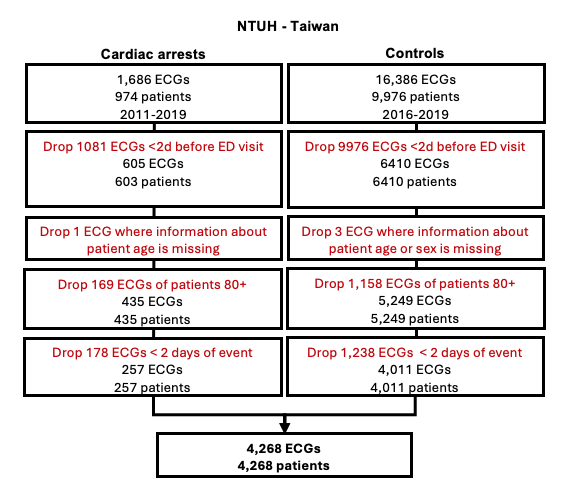 NTUH - Taiwan
Cardiac arrests
1,686 ECGs
974 patients
2011-2019
Drop 1081 ECGs <2d before ED visit
605 ECGs
603 patients
Drop 1 ECG where information about
patient age is missing
Drop 169 ECGs of patients 80+
435 ECGs
435 patients
Drop 178 ECGs < 2 days of event
257 ECGs
257 patients
Controls
16,386 ECGs
9,976 patients
2016-2019
Drop 9976 ECGs <2d before ED visit
6410 ECGs
6410 patients
Drop 3 ECG where information about
patient age or sex is missing
Drop 1,158 ECGs of patients 80+
5,249 ECGs
5,249 patients
Drop 1,238 ECGs < 2 days of event
4,011 ECGs
4,011 patients
4,268 ECGs
4,268 patients